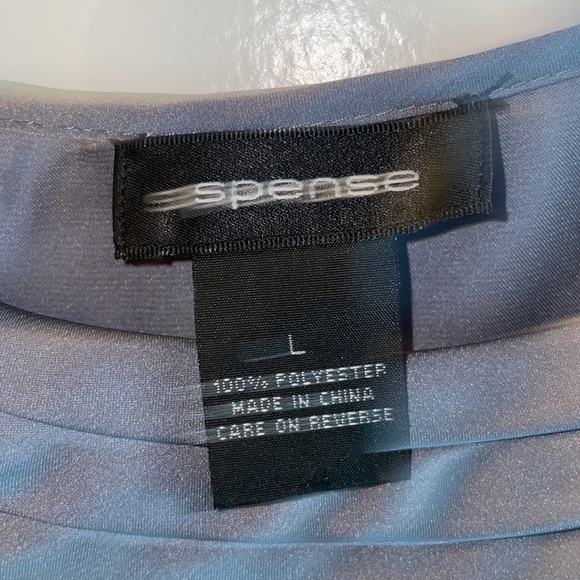 spense
L
100% POLYESTER
MADE IN CHINA
CARE ON REVERSE